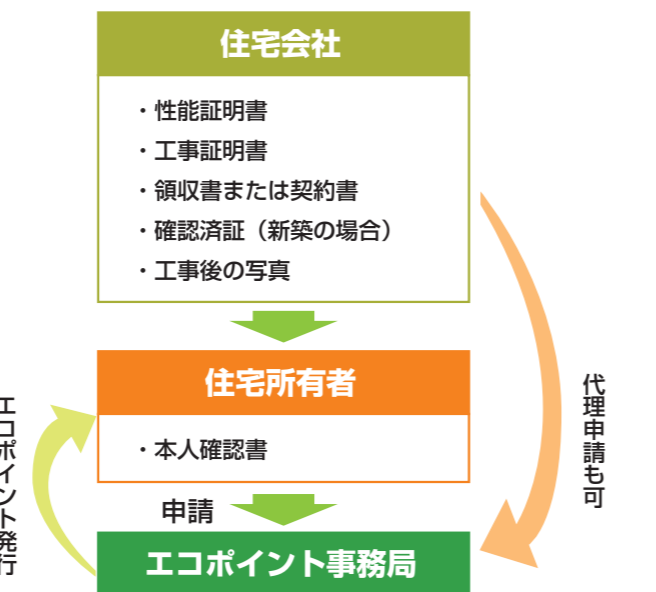 住宅会社
・性能証明書
・工事証明書
・領収書または契約書
・確認済証（新築の場合）
・工事後の写真
住宅所有者
・本人確認書
申請
エコポイント事務局
エコポイント発行
代理申請も可